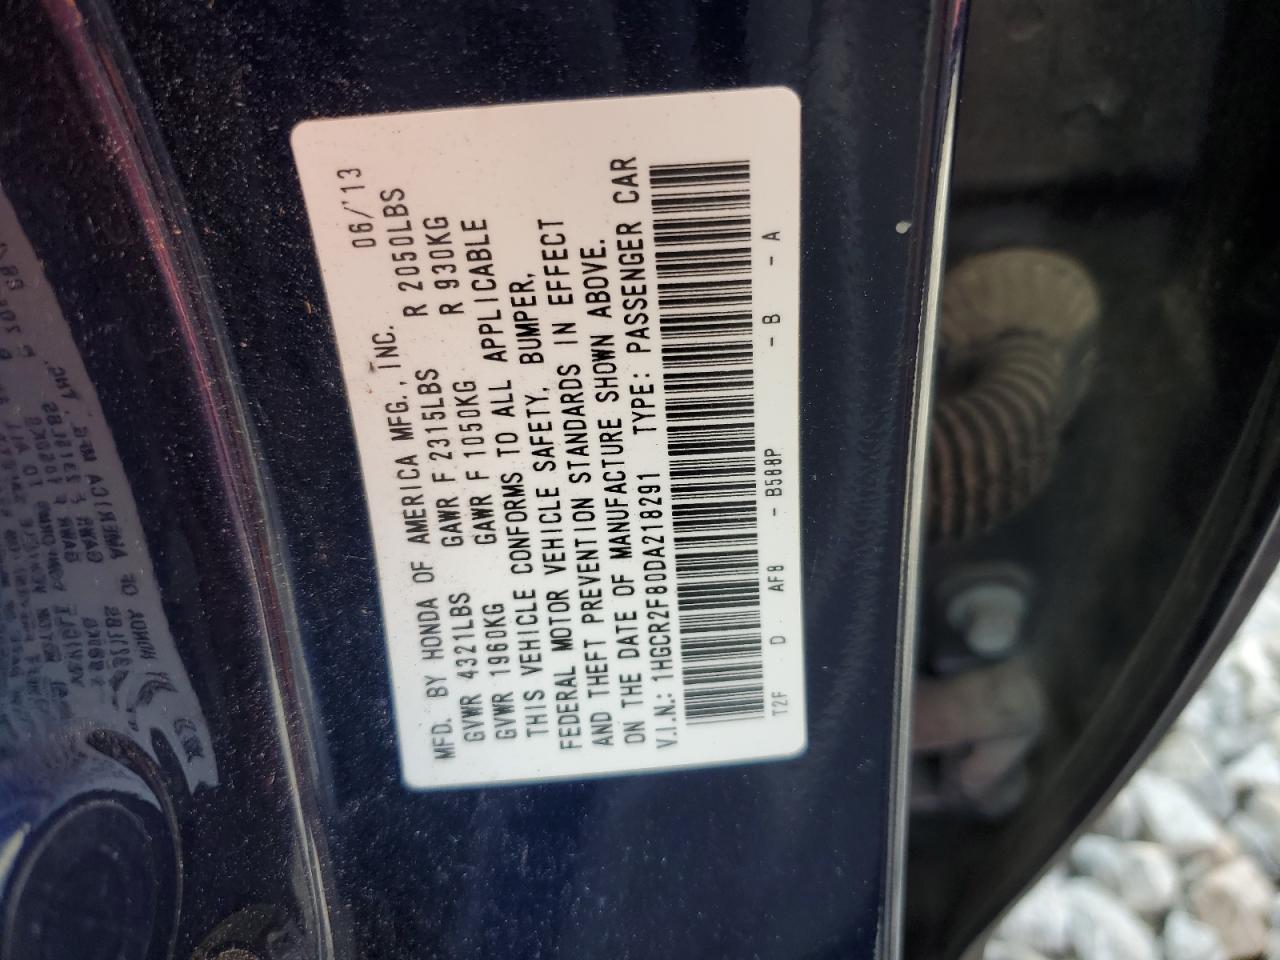 MFD. BY HONDA OF AMERICA MFG., INC. 06/'13
GVWR 4321LBS GAWR F 2315LBS R 2050LBS
GVWR 1960KG GAWR F 1050KG R 930KG
THIS VEHICLE CONFORMS TO ALL APPLICABLE
FEDERAL MOTOR VEHICLE SAFETY, BUMPER,
AND THEFT PREVENTION STANDARDS IN EFFECT
ON THE DATE OF MANUFACTURE SHOWN ABOVE.
V.I.N.: 1HGCR2F80DA218291 TYPE: PASSENGER CAR
T2F D AF8 - B588P - B - A